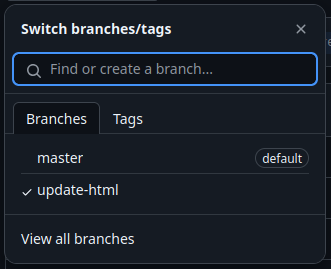 Switch branches/tags
Find or create a branch...
Branches Tags
master default
update-html
View all branches